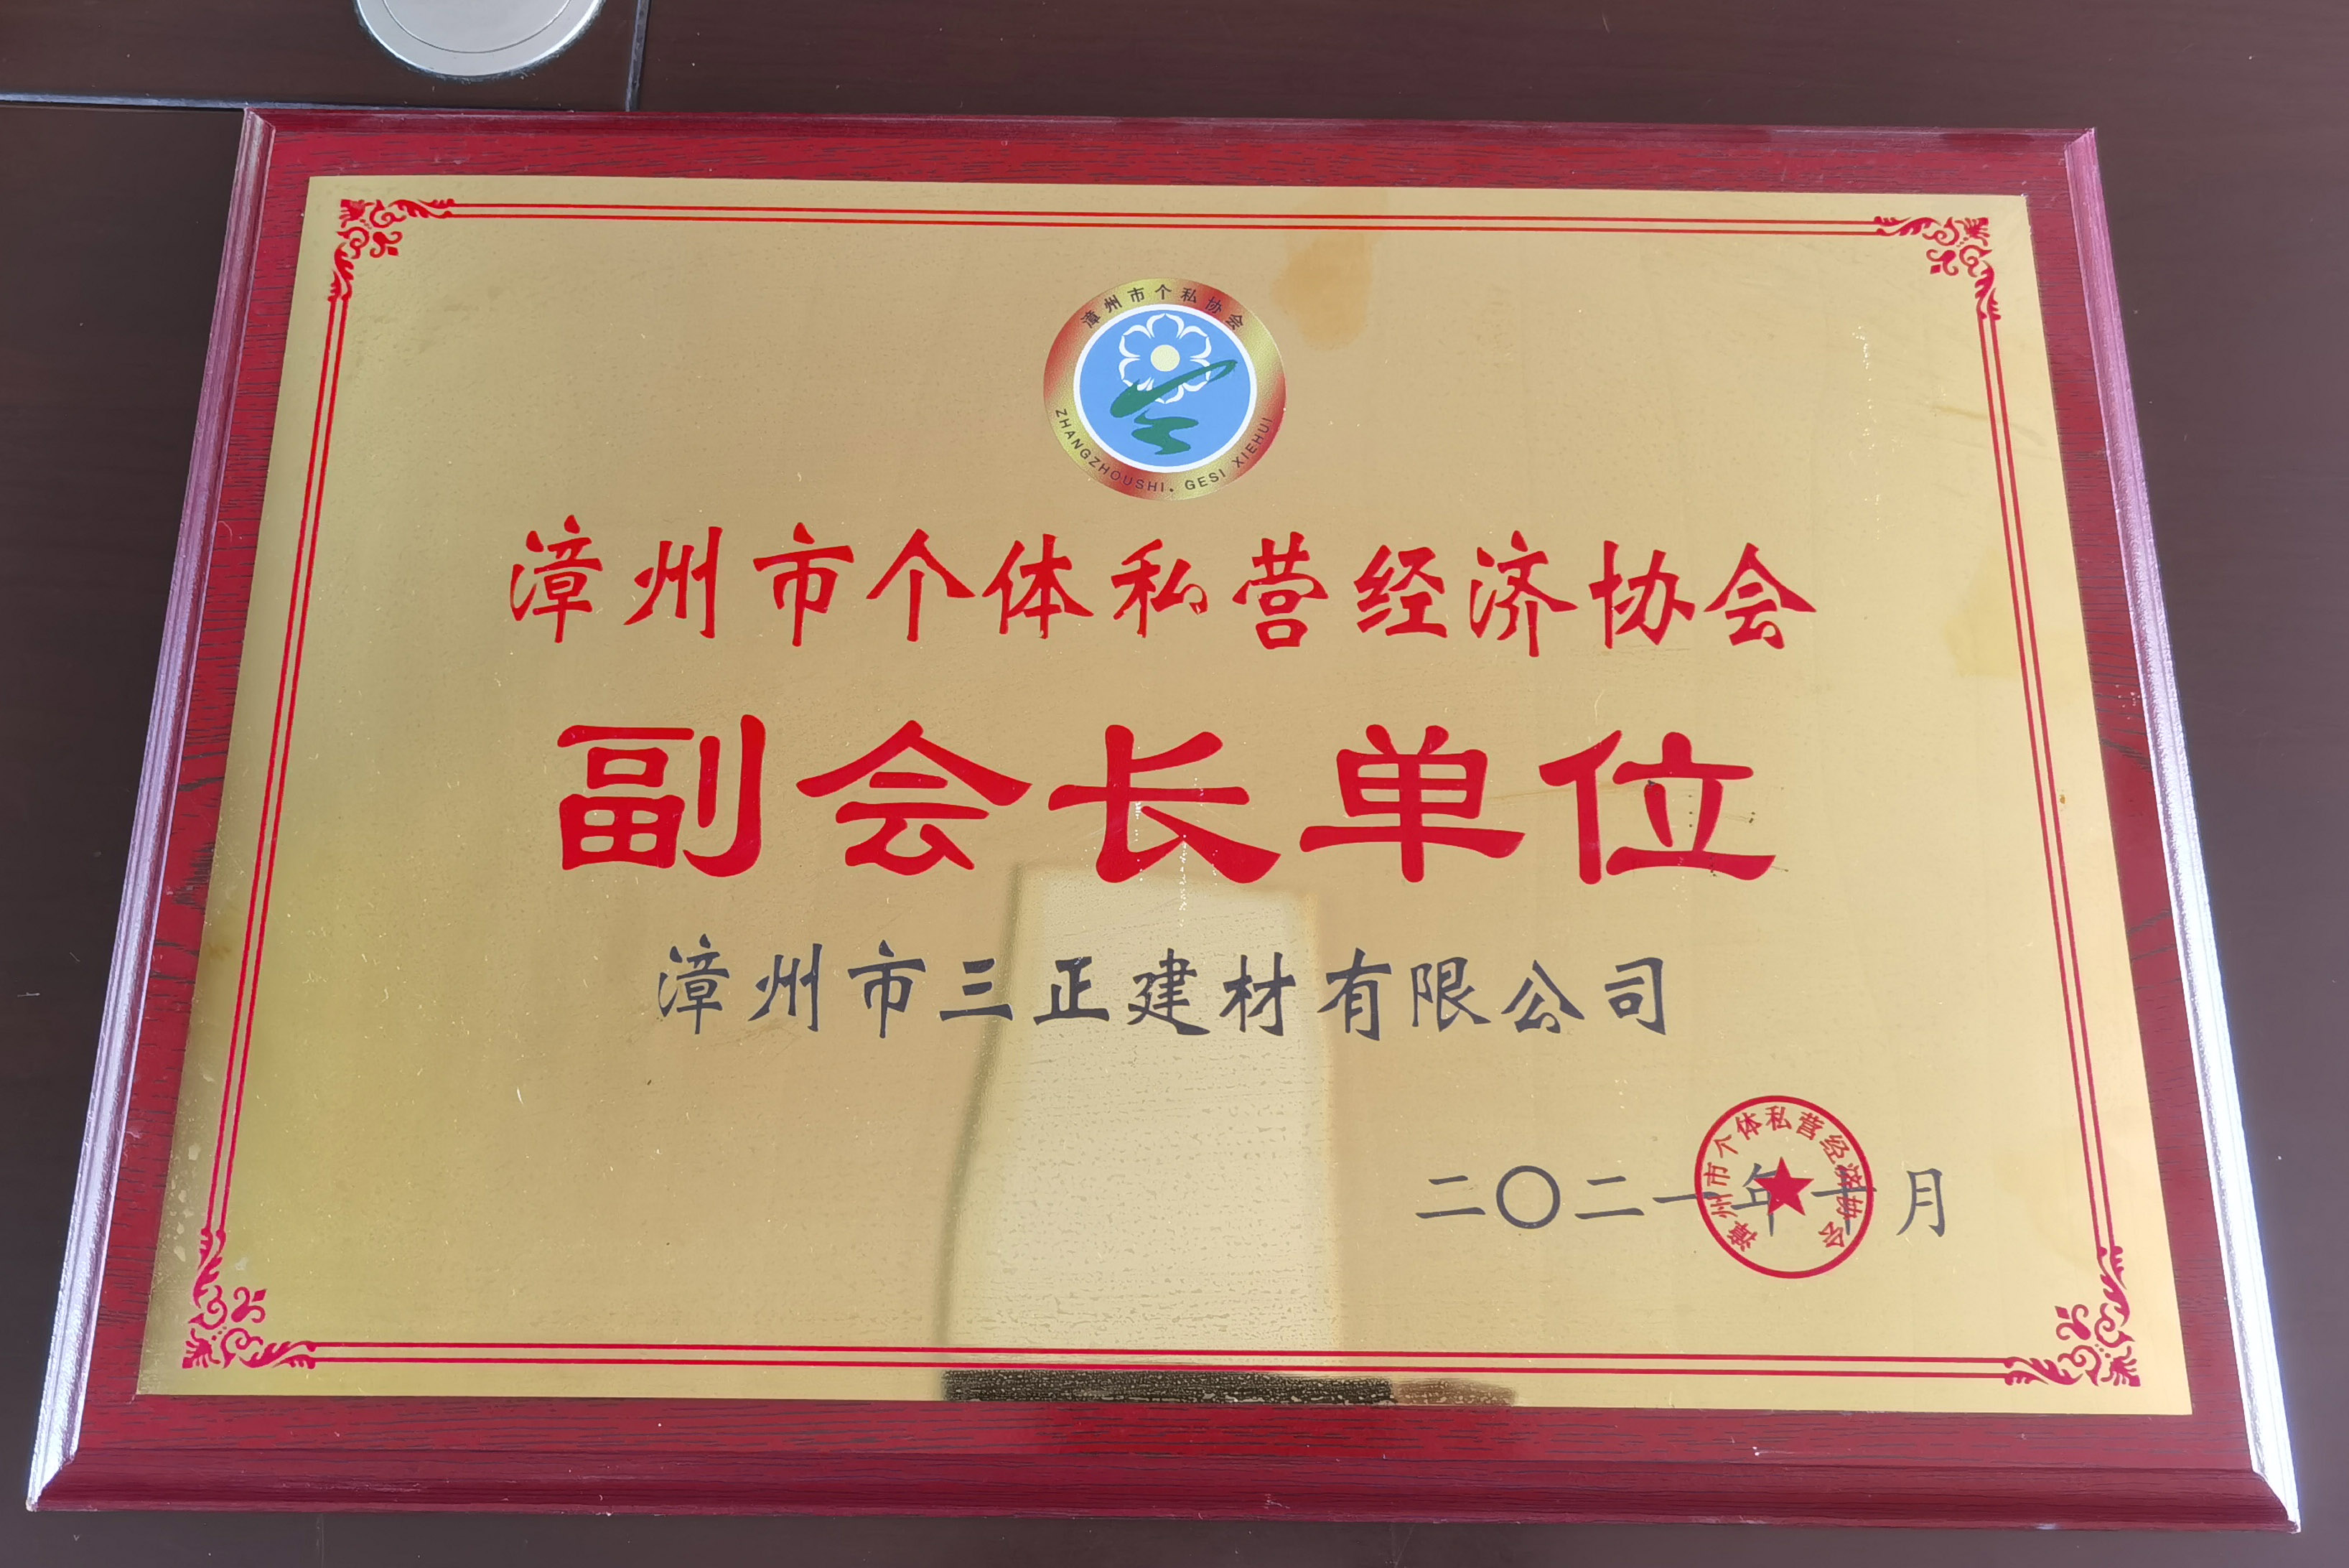 漳州市个私协会
ZHANGZHOUSHI. GESI XIEHUI
漳州市个体私营经济协会
副会长单位
漳州市三正建材有限公司
二〇二一年十月
漳州市个体私营经济协会